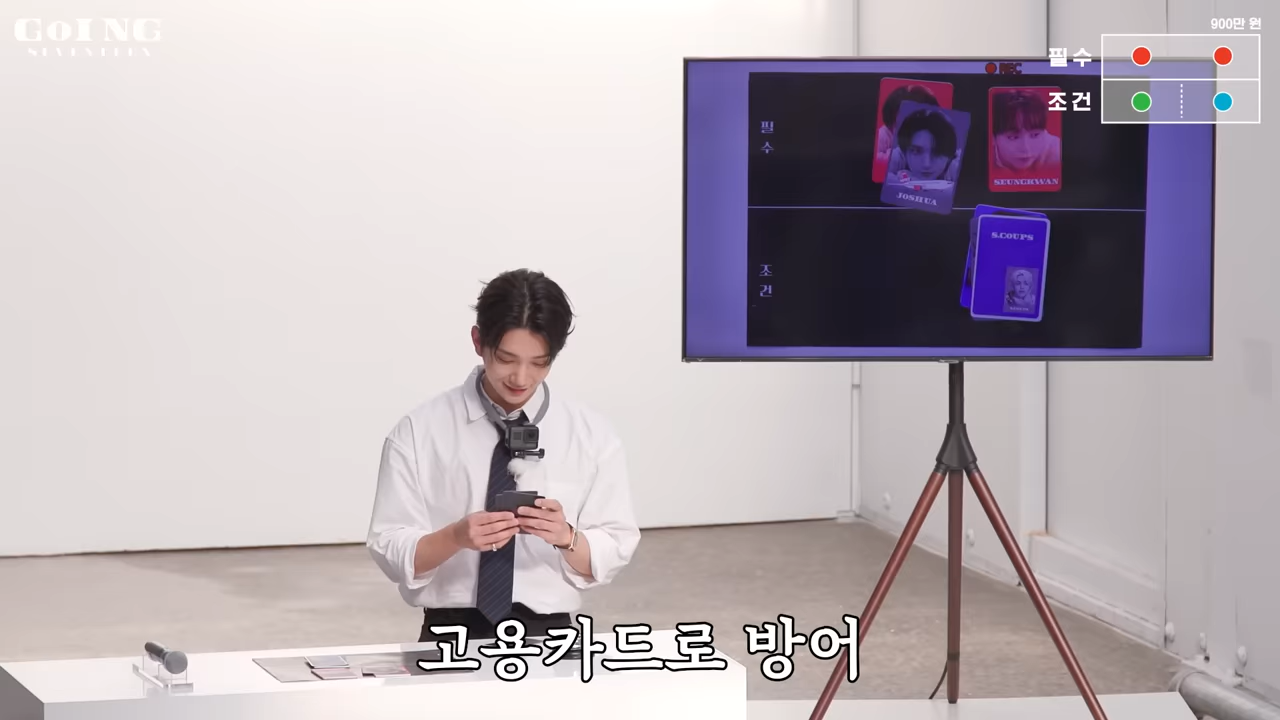 GOING
SEVENTEEN
900만 원
필수
조건
REC
필수
JOSHUA
SEUNGKWAN
조건
S.COUPS
고용카드로 방어